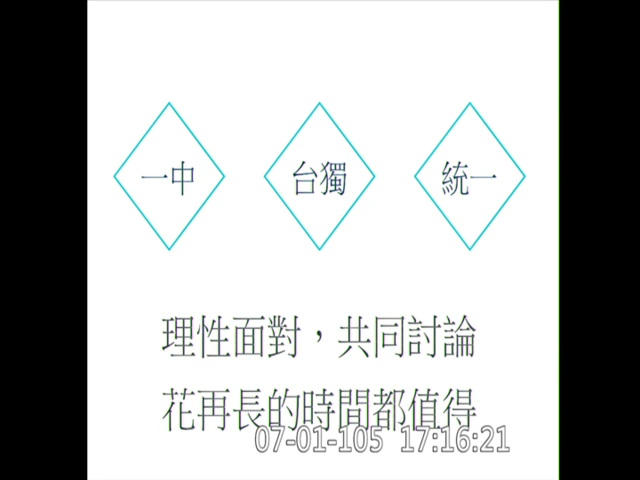 一中
台獨
統一
理性面對，共同討論
花再長的時間都值得
07-01-105 17:16:21